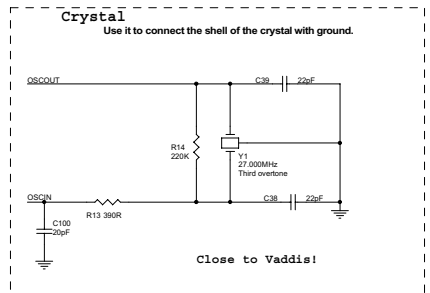 Crystal
Use it to connect the shell of the crystal with ground.
OSCOUT
C39 22pF
R14
220K
Y1
27.000MHz
Third overtone
OSCIN
C38 22pF
R13 390R
C100
20pF
Close to Vaddis!